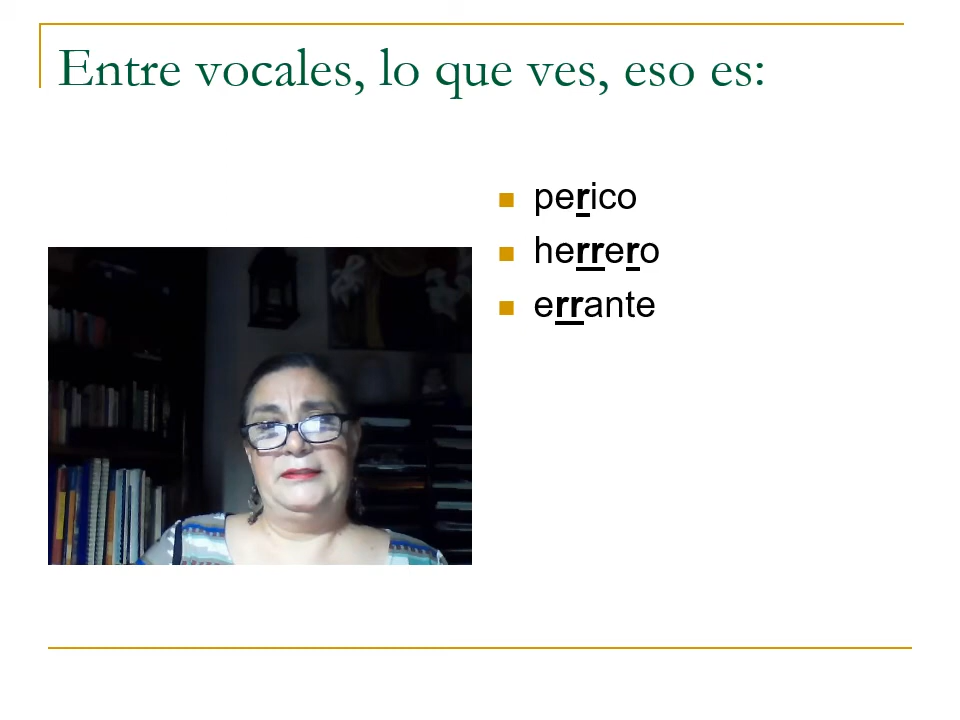 Entre vocales, lo que ves, eso es:
perico
herrero
errante